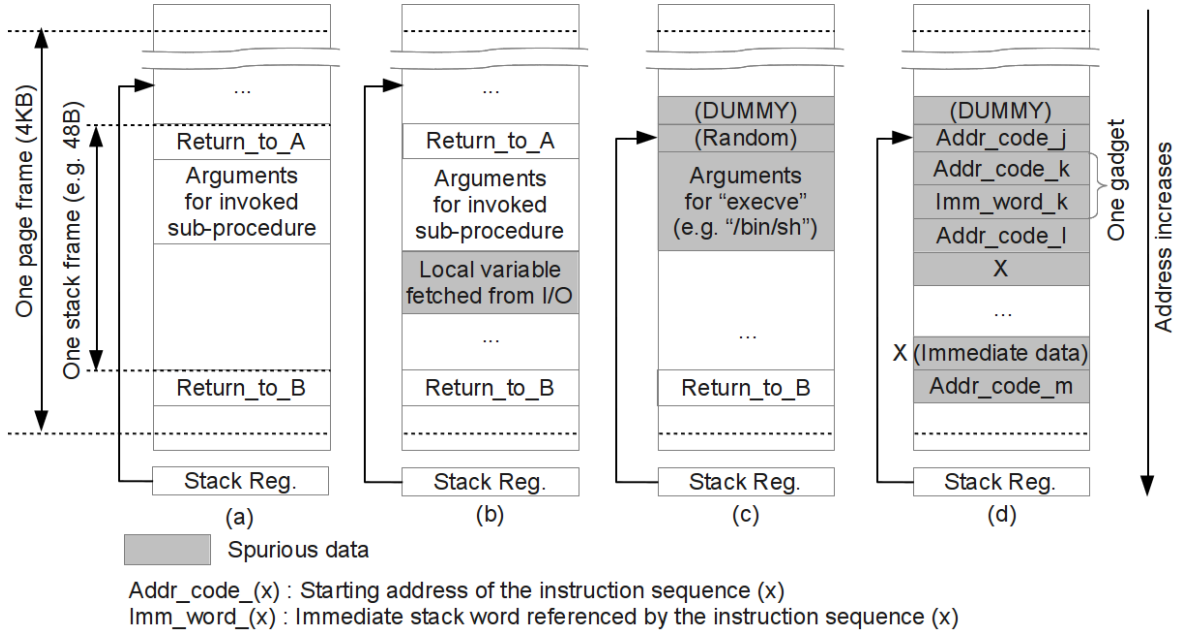 One page frame (4KB)
One stack frame (e.g. 48B)
...
Return_to_A
Arguments
for invoked
sub-procedure
Return_to_B
Stack Reg.
(a)
...
Return_to_A
Arguments
for invoked
sub-procedure
Local variable
fetched from I/O
...
Return_to_B
Stack Reg.
(b)
(DUMMY)
(Random)
Arguments
for “execve”
(e.g. “/bin/sh”)
...
Return_to_B
Stack Reg.
(c)
(DUMMY)
Addr_code_j
Addr_code_k
Imm_word_k
Addr_code_l
X
...
X (Immediate data)
Addr_code_m
Stack Reg.
(d)
One gadget
Address increases
Spurious data
Addr_code_(x) : Starting address of the instruction sequence (x)
Imm_word_(x) : Immediate stack word referenced by the instruction sequence (x)